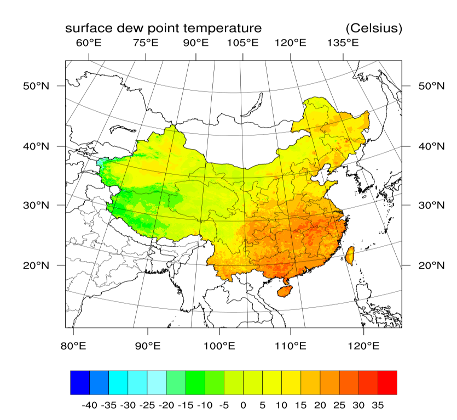 surface dew point temperature (Celsius)
60°E 75°E 90°E 105°E 120°E 135°E
50°N 50°N
40°N 40°N
30°N 30°N
20°N 20°N
80°E 90°E 100°E 110°E 120°E
-40 -35 -30 -25 -20 -15 -10 -5 0 5 10 15 20 25 30 35